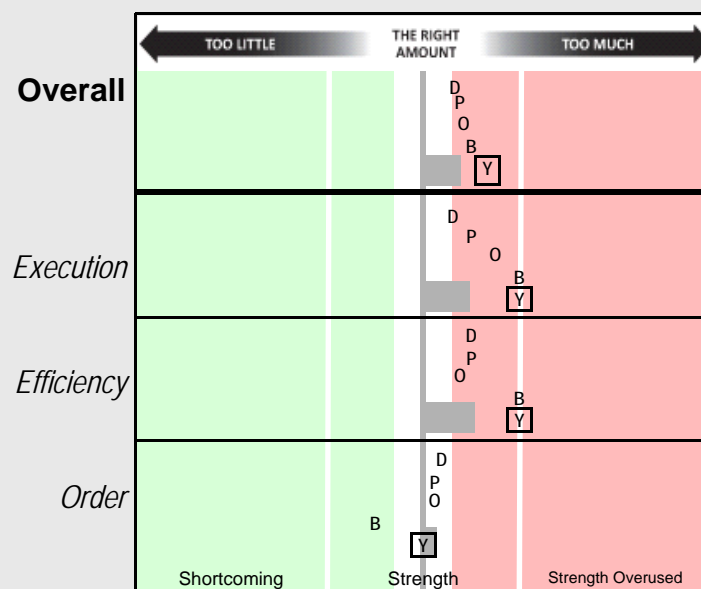 TOO LITTLE
THE RIGHT AMOUNT
TOO MUCH
Overall
D
P
O
B
Y
Execution
D
P
O
B
Y
Efficiency
D
P
O
B
Y
Order
D
P
O
B
Y
Shortcoming
Strength
Strength Overused